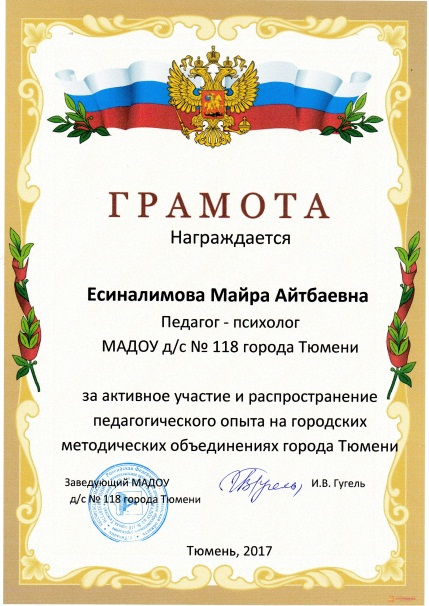 ГРАМОТА
Награждается
Есиналимова Майра Айтбаевна
Педагог - психолог
МАДОУ д/с № 118 города Тюмени
за активное участие и распространение
педагогического опыта на городских
методических объединениях города Тюмени
Заведующий МАДОУ
д/с № 118 города Тюмени
И.В. Гугель
Тюмень, 2017